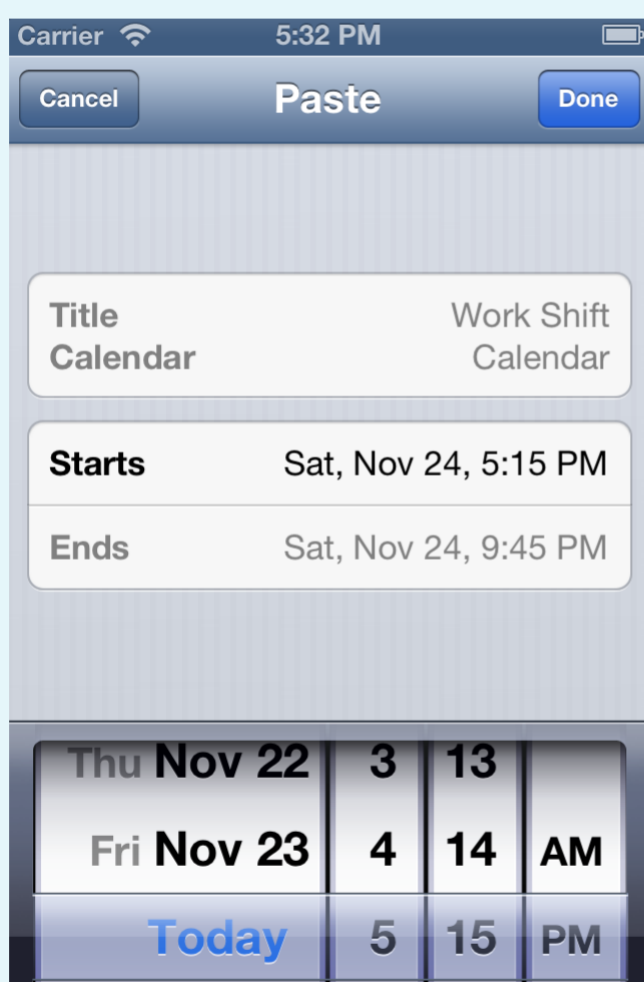 Carrier 5:32 PM
Cancel Paste Done
Title Work Shift
Calendar Calendar
Starts Sat, Nov 24, 5:15 PM
Ends Sat, Nov 24, 9:45 PM
Thu Nov 22 3 13
Fri Nov 23 4 14 AM
Today 5 15 PM